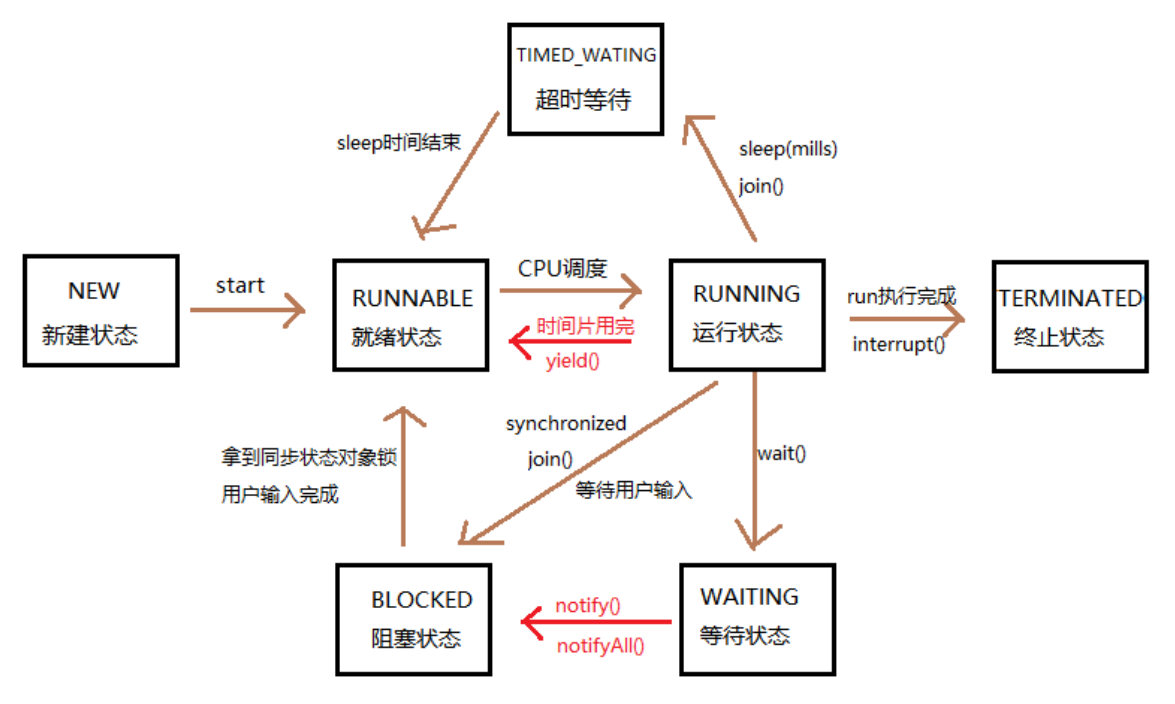 TIMED_WATING
超时等待
sleep时间结束
sleep(mills)
join()
NEW
新建状态
start
RUNNABLE
就绪状态
CPU调度
时间片用完
yield()
RUNNING
运行状态
run执行完成
interrupt()
TERMINATED
终止状态
拿到同步状态对象锁
用户输入完成
synchronized
join()
等待用户输入
wait()
BLOCKED
阻塞状态
notify()
notifyAll()
WAITING
等待状态